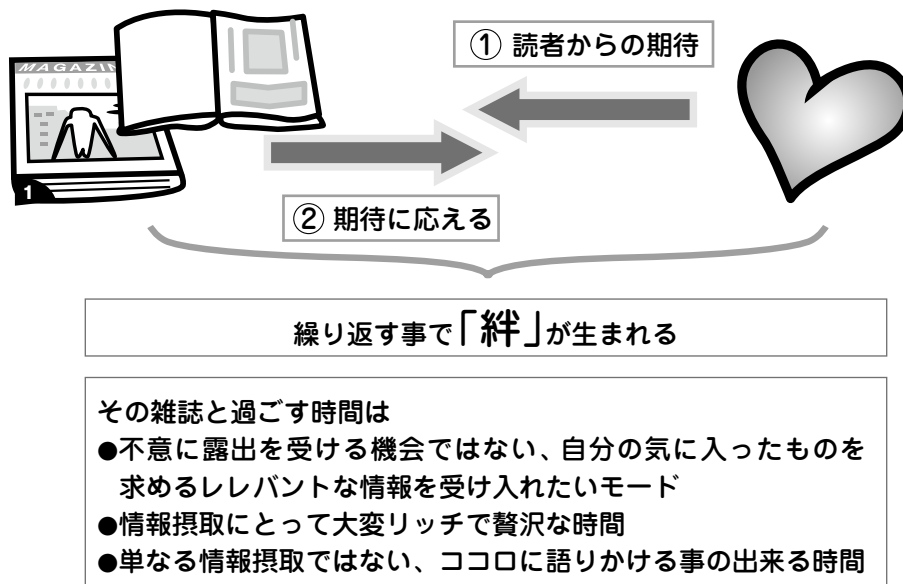 MAGAZIN
1
① 読者からの期待
② 期待に応える
繰り返す事で「絆」が生まれる
その雑誌と過ごす時間は
●不意に露出を受ける機会ではない、自分の気に入ったものを
求めるレレバントな情報を受け入れたいモード
●情報摂取にとって大変リッチで贅沢な時間
●単なる情報摂取ではない、ココロに語りかける事の出来る時間